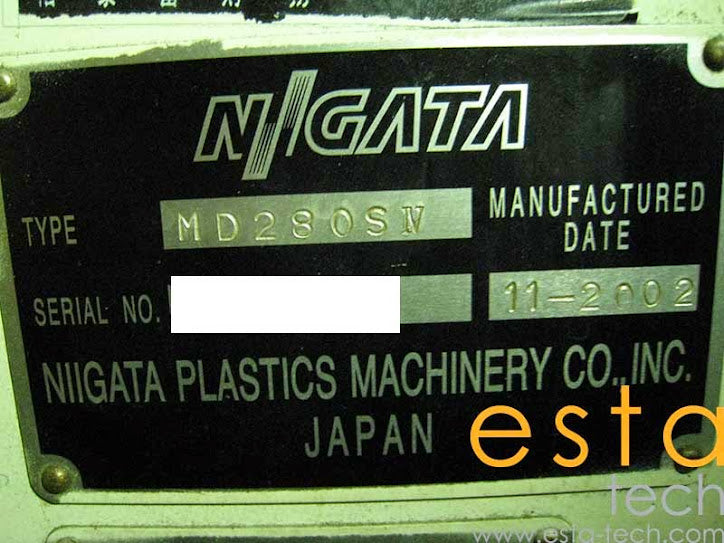 NIIGATA
TYPE MD280SIV
MANUFACTURED DATE
SERIAL NO. 11-2002
NIIGATA PLASTICS MACHINERY CO., INC.
JAPAN
esta
tech
www.esta-tech.com